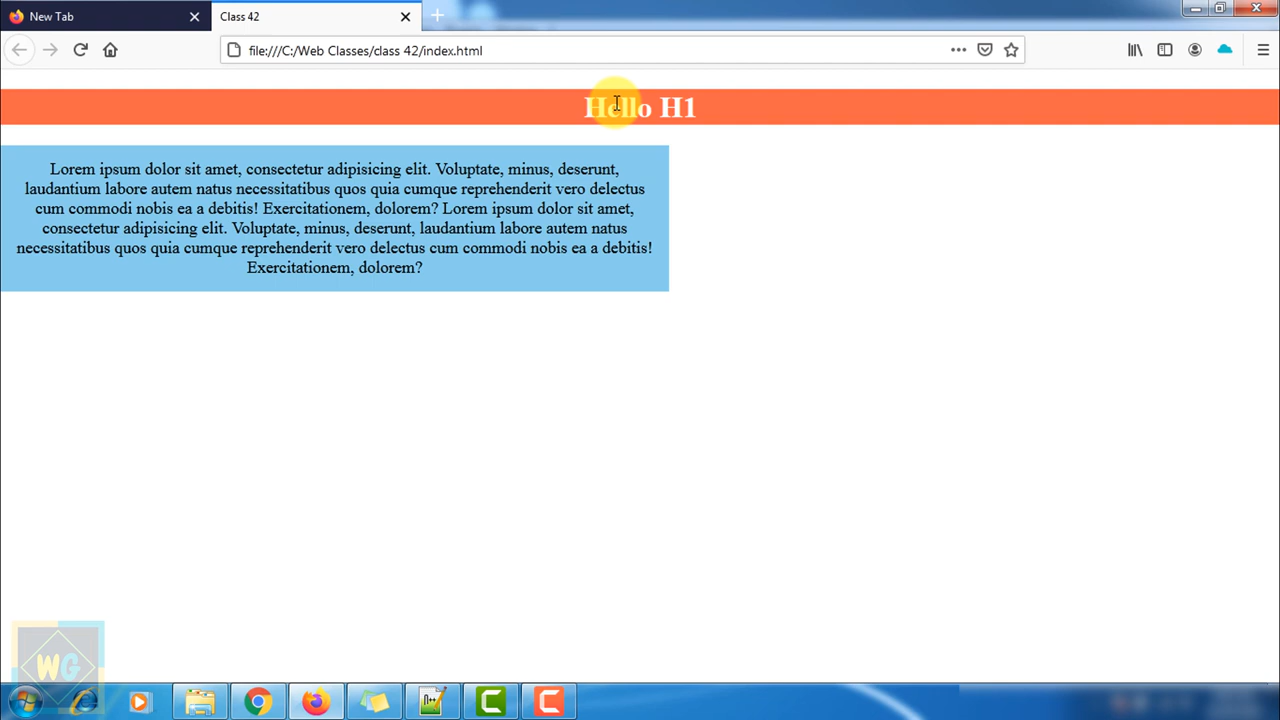 New Tab
Class 42
file:///C:/Web Classes/class 42/index.html
Hello H1
Lorem ipsum dolor sit amet, consectetur adipisicing elit. Voluptate, minus, deserunt,
laudantium labore autem natus necessitatibus quos quia cumque reprehenderit vero delectus
cum commodi nobis ea a debitis! Exercitationem, dolorem? Lorem ipsum dolor sit amet,
consectetur adipisicing elit. Voluptate, minus, deserunt, laudantium labore autem natus
necessitatibus quos quia cumque reprehenderit vero delectus cum commodi nobis ea a debitis!
Exercitationem, dolorem?
WG